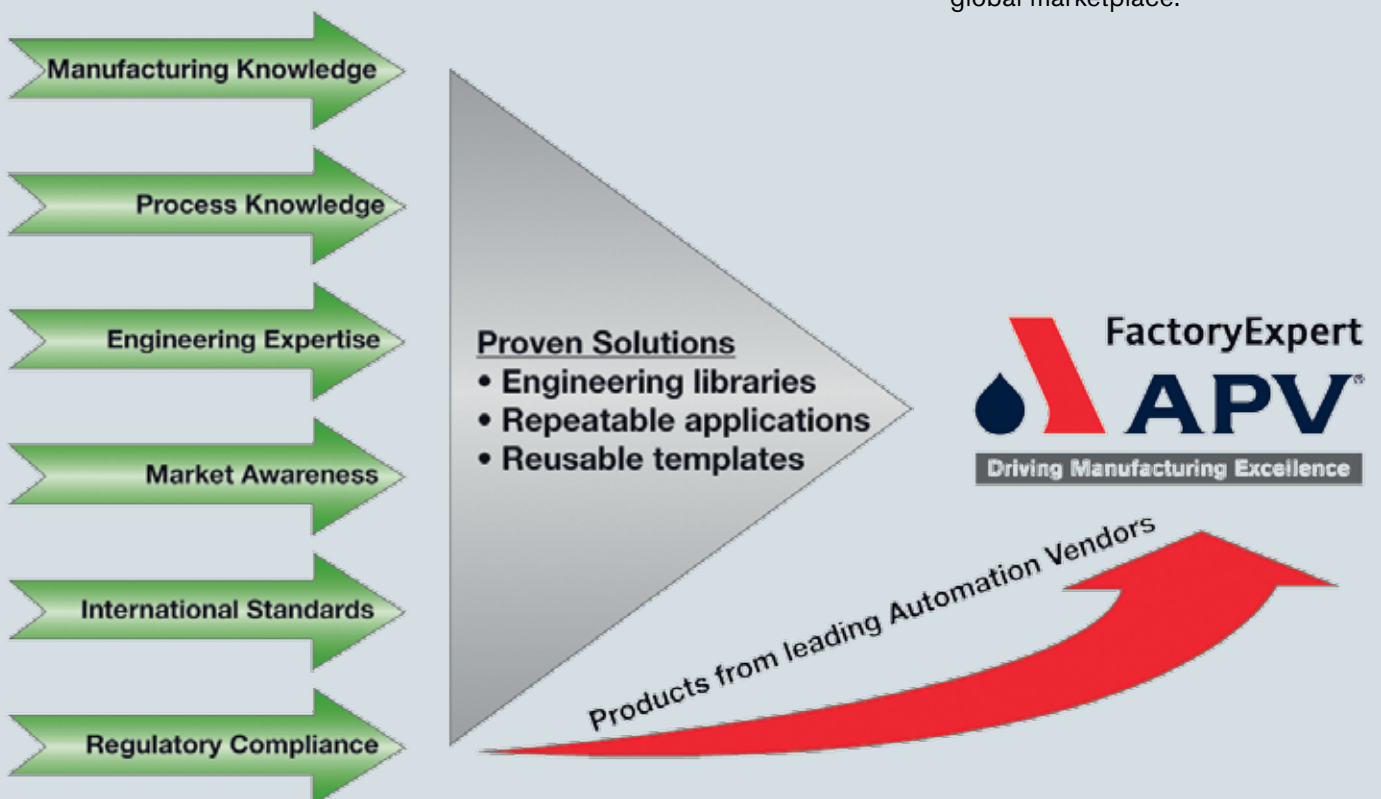 global marketplace.
Manufacturing Knowledge
Process Knowledge
Engineering Expertise
Market Awareness
International Standards
Regulatory Compliance
Proven Solutions
• Engineering libraries
• Repeatable applications
• Reusable templates
FactoryExpert
APV®
Driving Manufacturing Excellence
Products from leading Automation Vendors